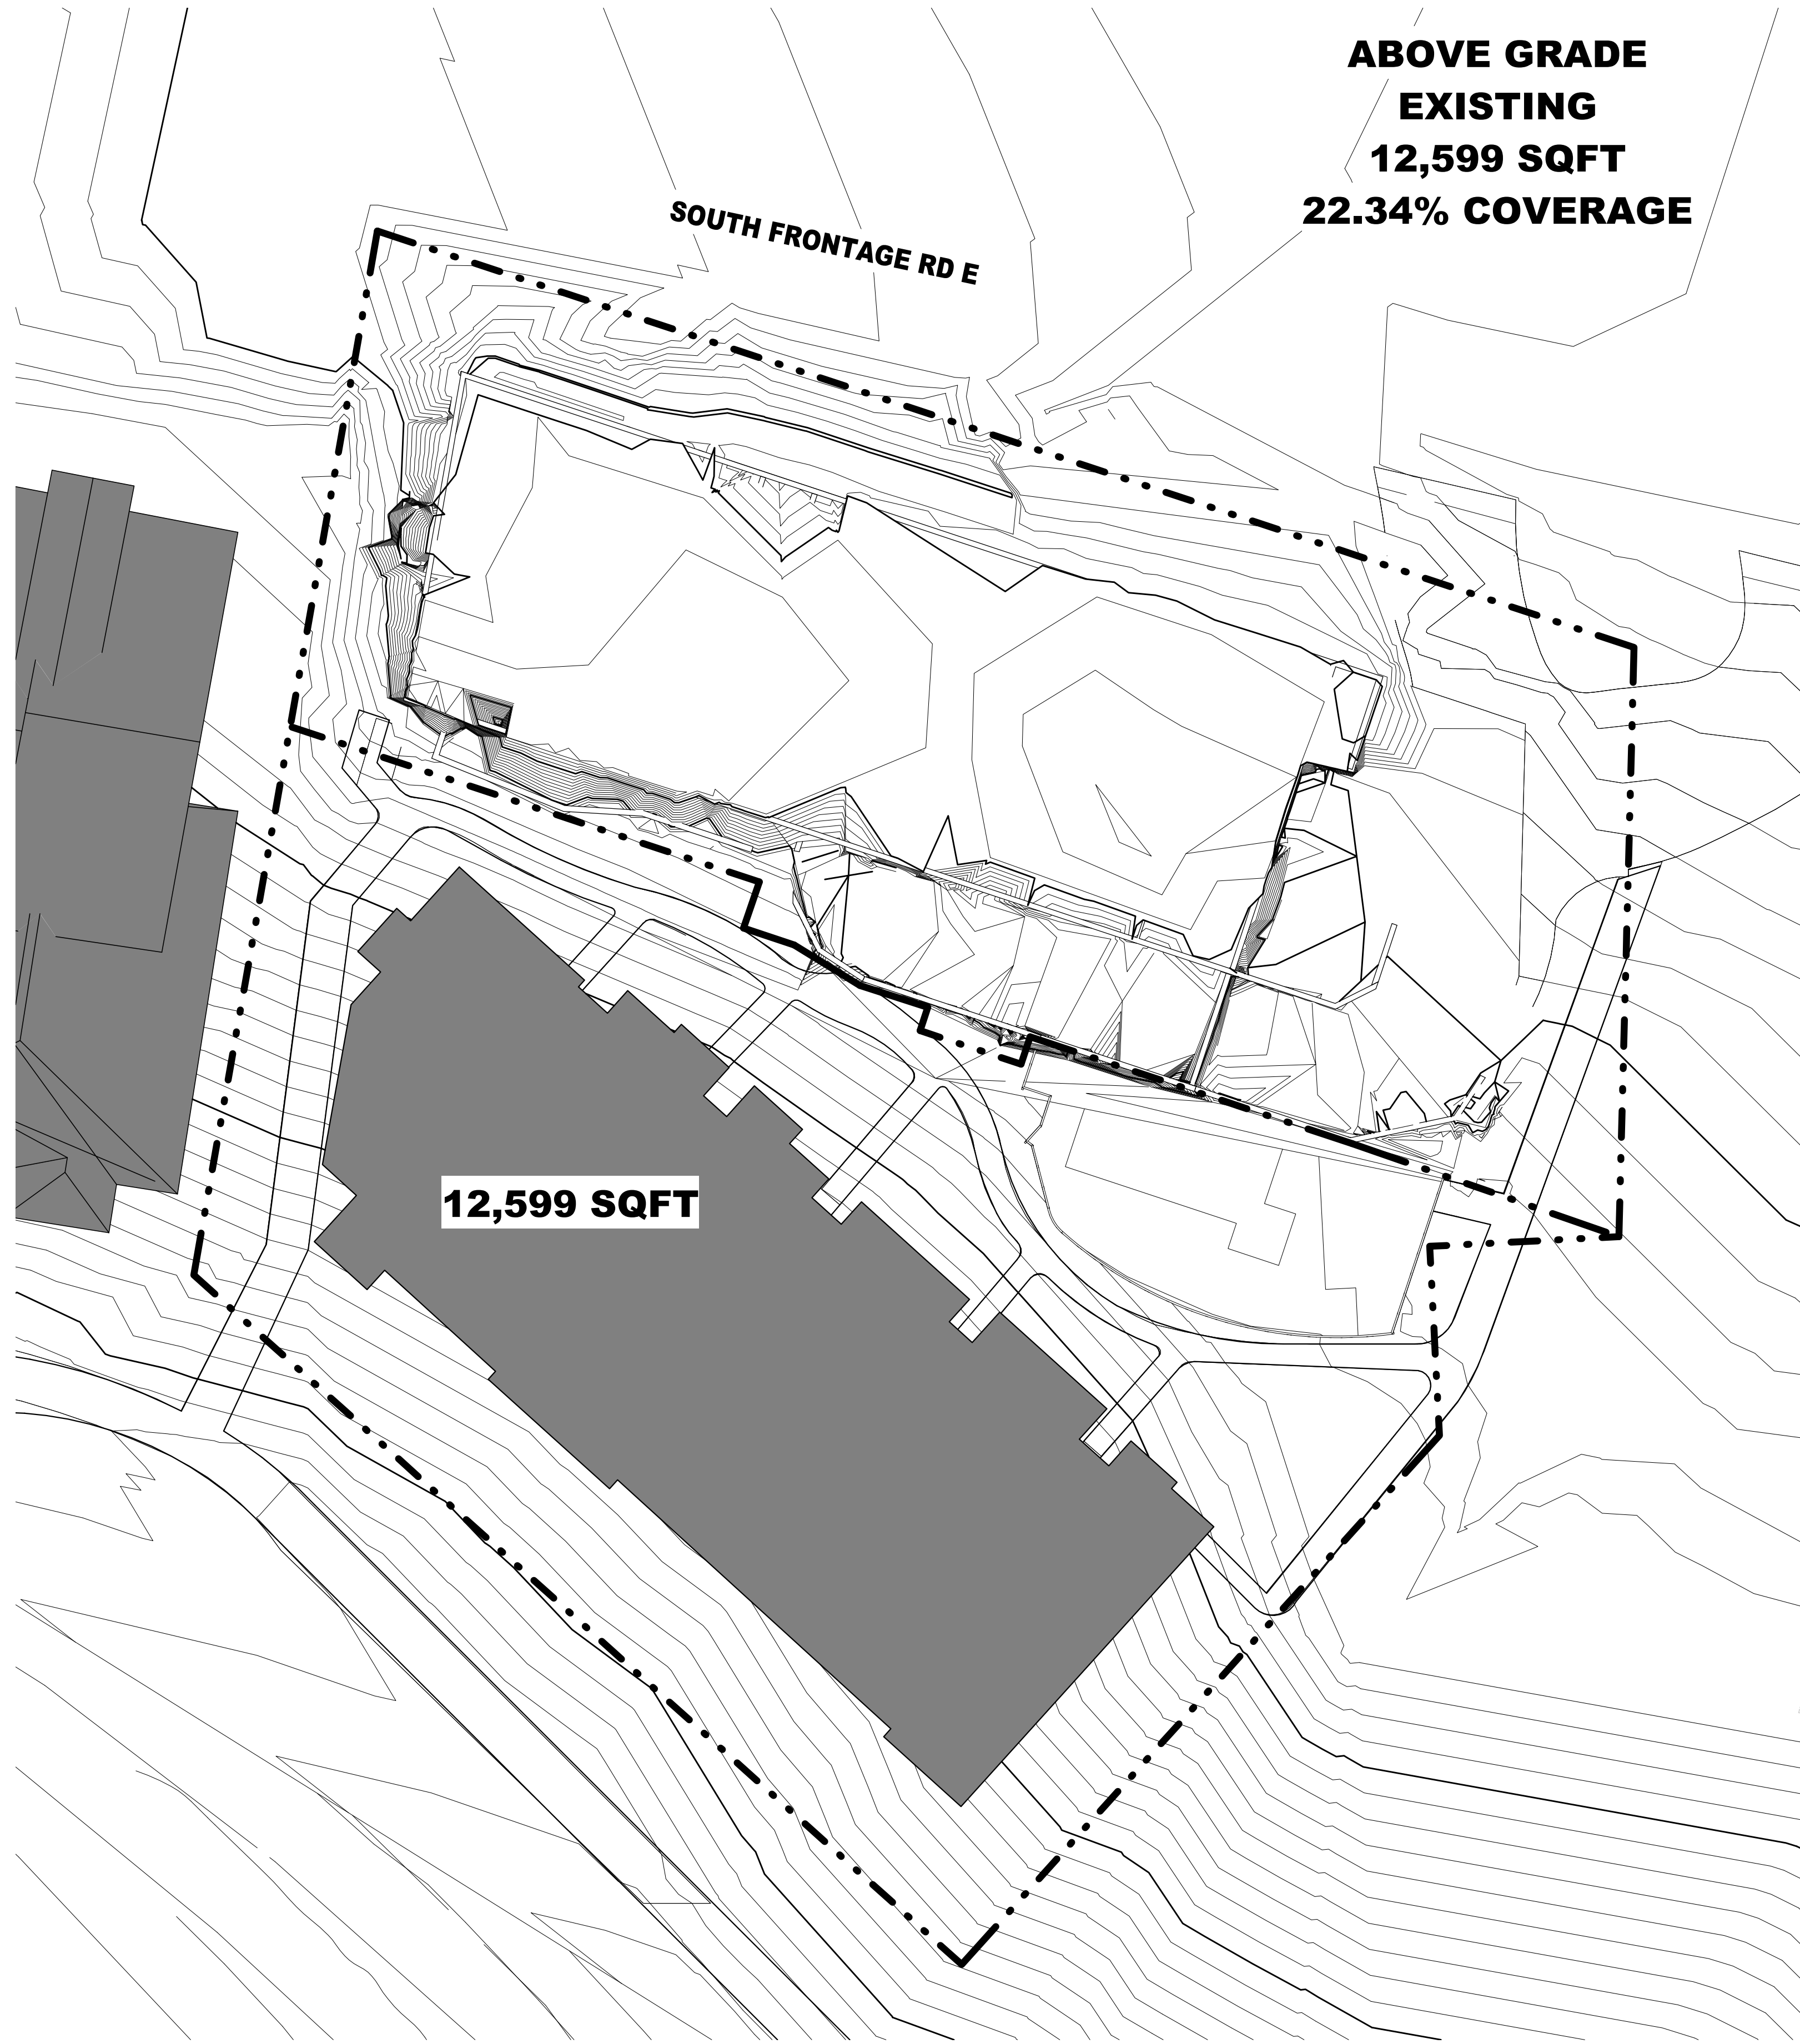 ABOVE GRADE
EXISTING
12,599 SQFT
22.34% COVERAGE
SOUTH FRONTAGE RD E
12,599 SQFT